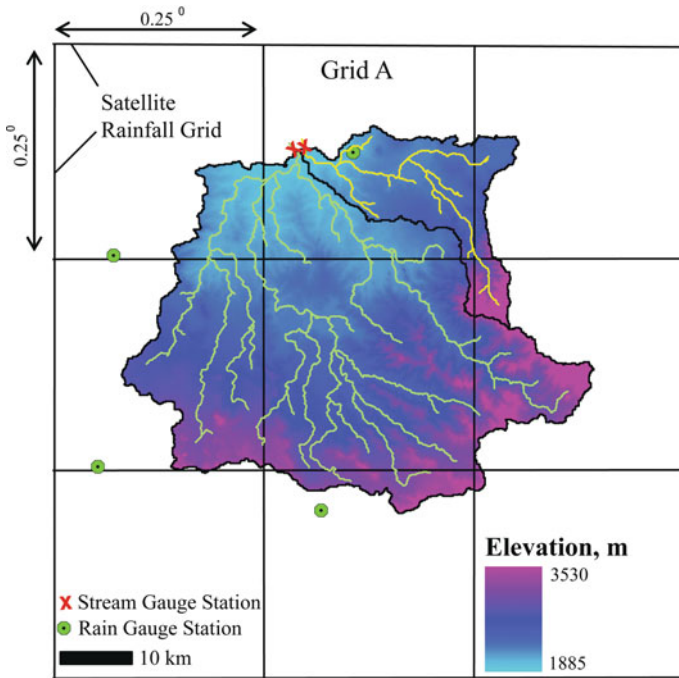 0.25⁰
Grid A
Satellite
Rainfall Grid
0.25⁰
Elevation, m
3530
1885
Stream Gauge Station
Rain Gauge Station
10 km